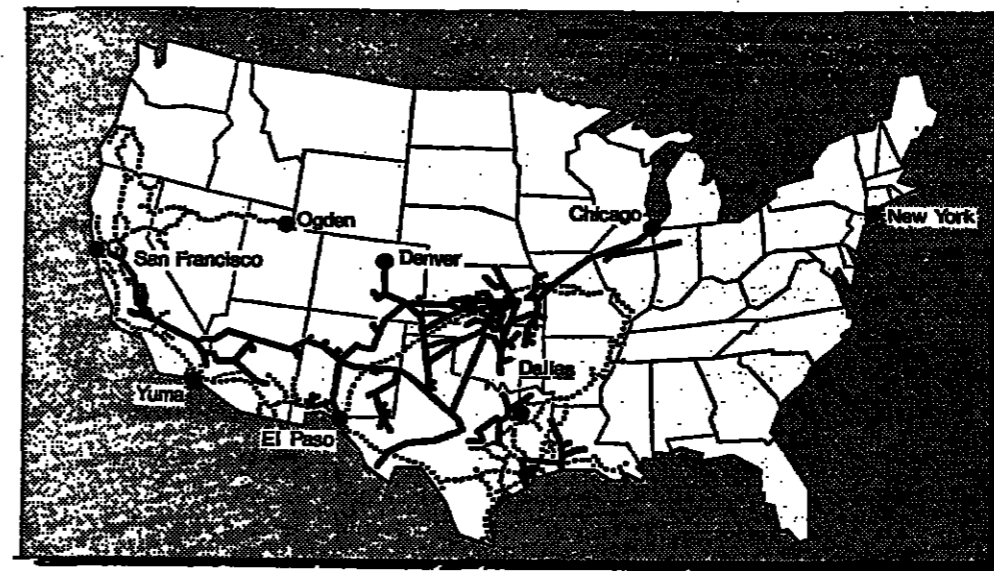 Chicago
New York
Ogden
San Francisco
Denver
Dallas
Yuma
El Paso